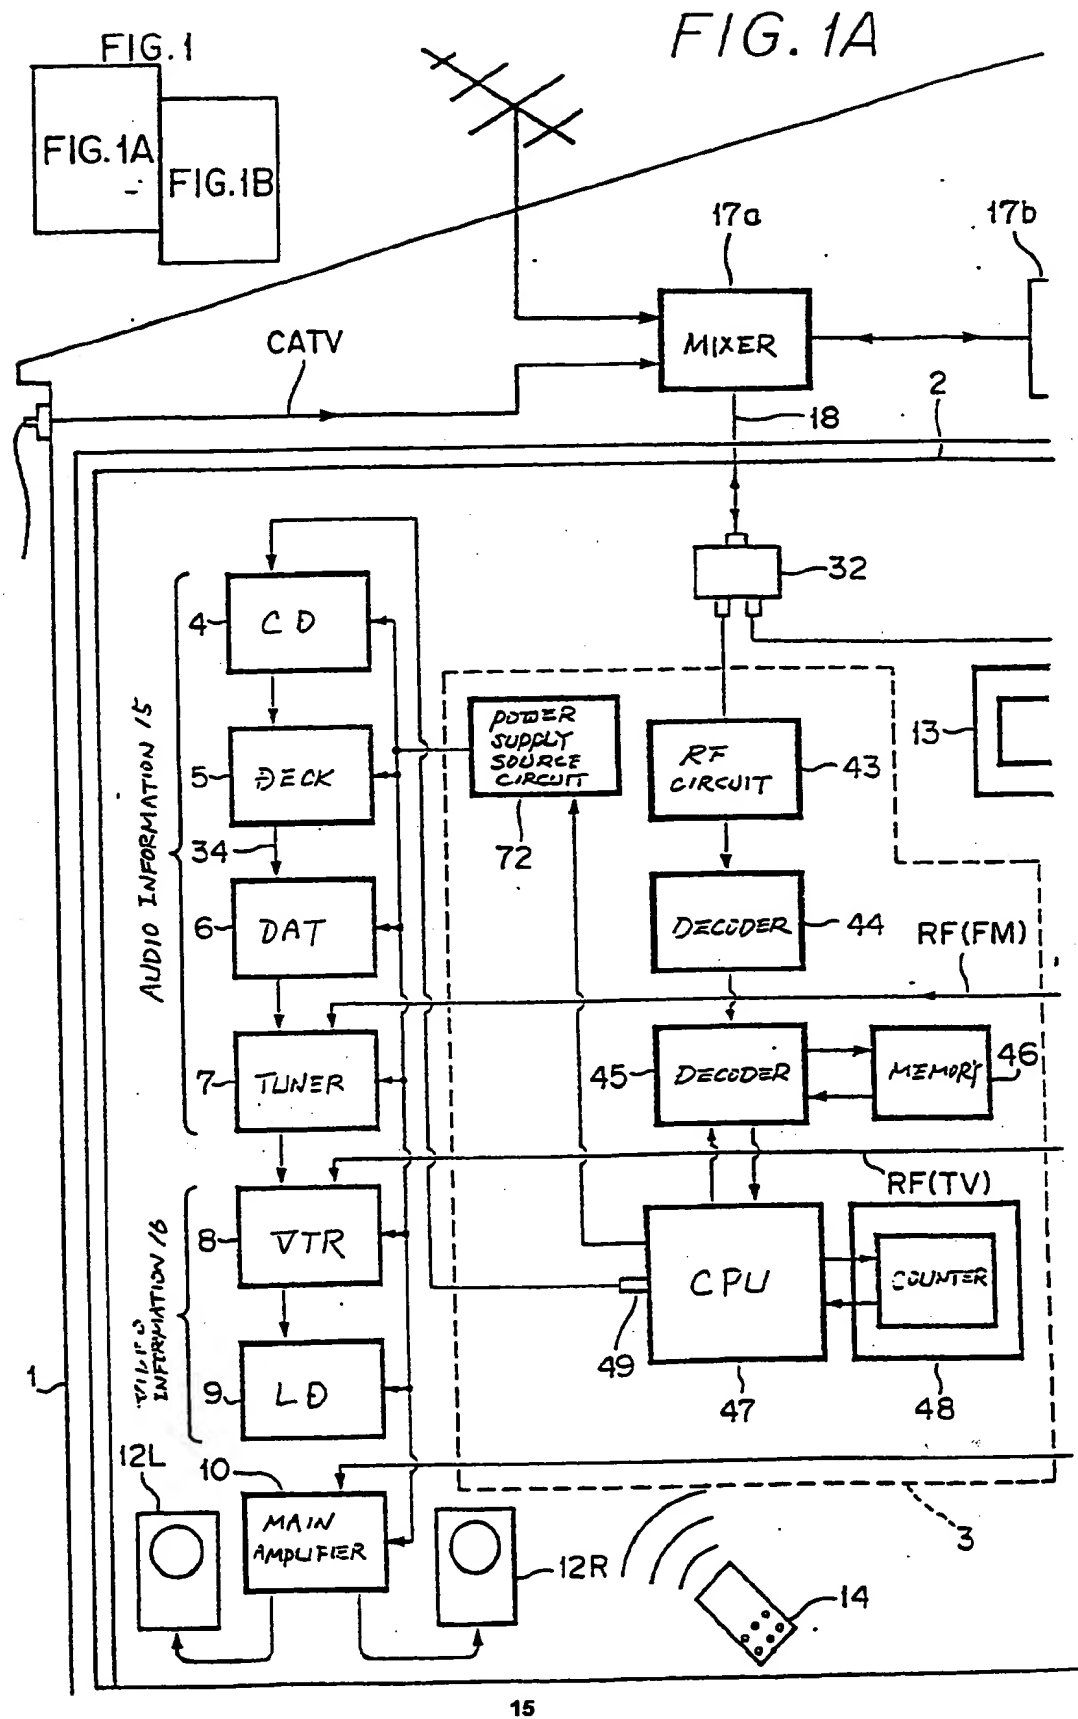 FIG. 1
FIG. 1A
FIG. 1B
FIG. 1A
17a
17b
MIXER
CATV
2
18
32
4
CD
AUDIO INFORMATION 15
POWER
SUPPLY
SOURCE
CIRCUIT
72
RF
CIRCUIT
43
13
5
DECK
34
6
DAT
DECODER
44
RF(FM)
7
TUNER
45
DECODER
MEMORY
46
RF(TV)
8
VTR
INFORMATION 16
CPU
COUNTER
49
47
48
1
9
LD
12L
10
MAIN
AMPLIFIER
12R
3
14
15